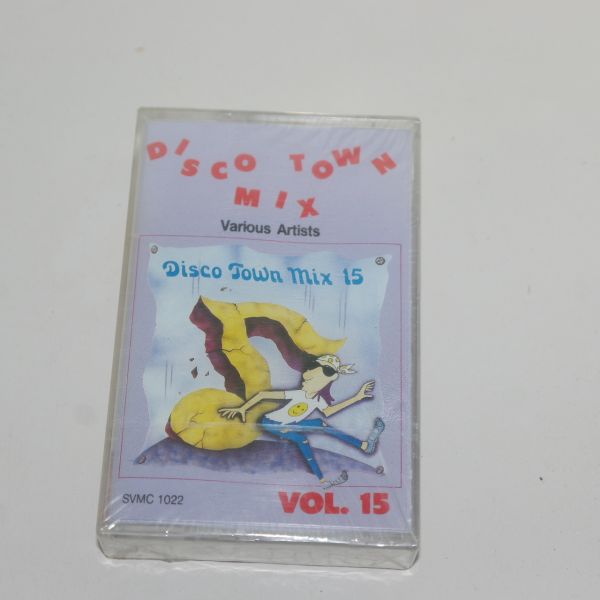 DISCO TOWN
MIX
Various Artists
Disco Town Mix 15
SVMC 1022
VOL. 15